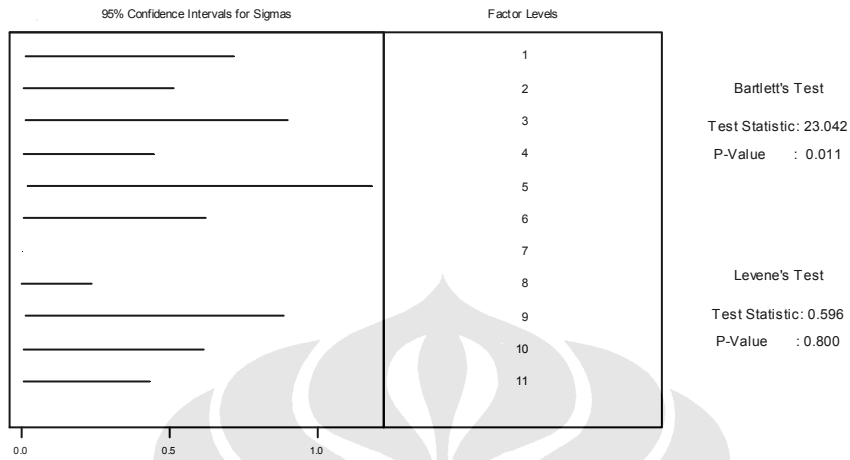 95% Confidence Intervals for Sigmas
Factor Levels
1
2
3
4
5
6
7
8
9
10
11
0.0 0.5 1.0
Bartlett's Test
Test Statistic: 23.042
P-Value : 0.011
Levene's Test
Test Statistic: 0.596
P-Value : 0.800